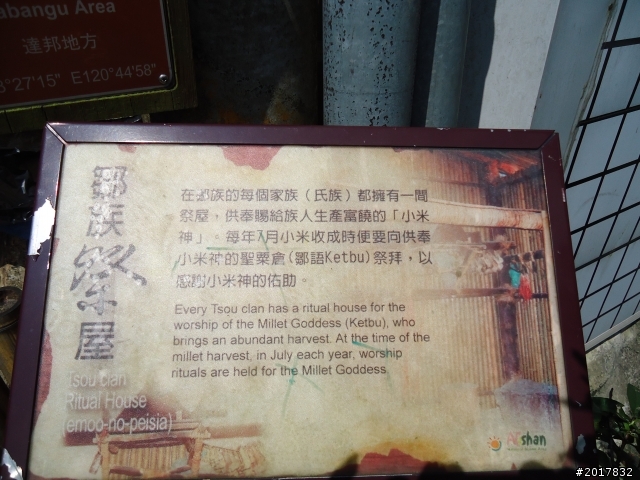 abangu Area
達邦地方
3°27'15" E120°44'58"
鄒族祭屋
Tsou clan
Ritual House
(emoo-no-peisia)
在鄒族的每個家族（氏族）都擁有一間
祭屋，供奉賜給族人生產富饒的「小米
神」。每年7月小米收成時便要向供奉
小米神的聖粟倉(鄒語Ketbu)祭拜，以
感謝小米神的佑助。
Every Tsou clan has a ritual house for the
worship of the Millet Goddess (Ketbu), who
brings an abundant harvest. At the time of the
millet harvest, in July each year, worship
rituals are held for the Millet Goddess.
Alishan
#2017832